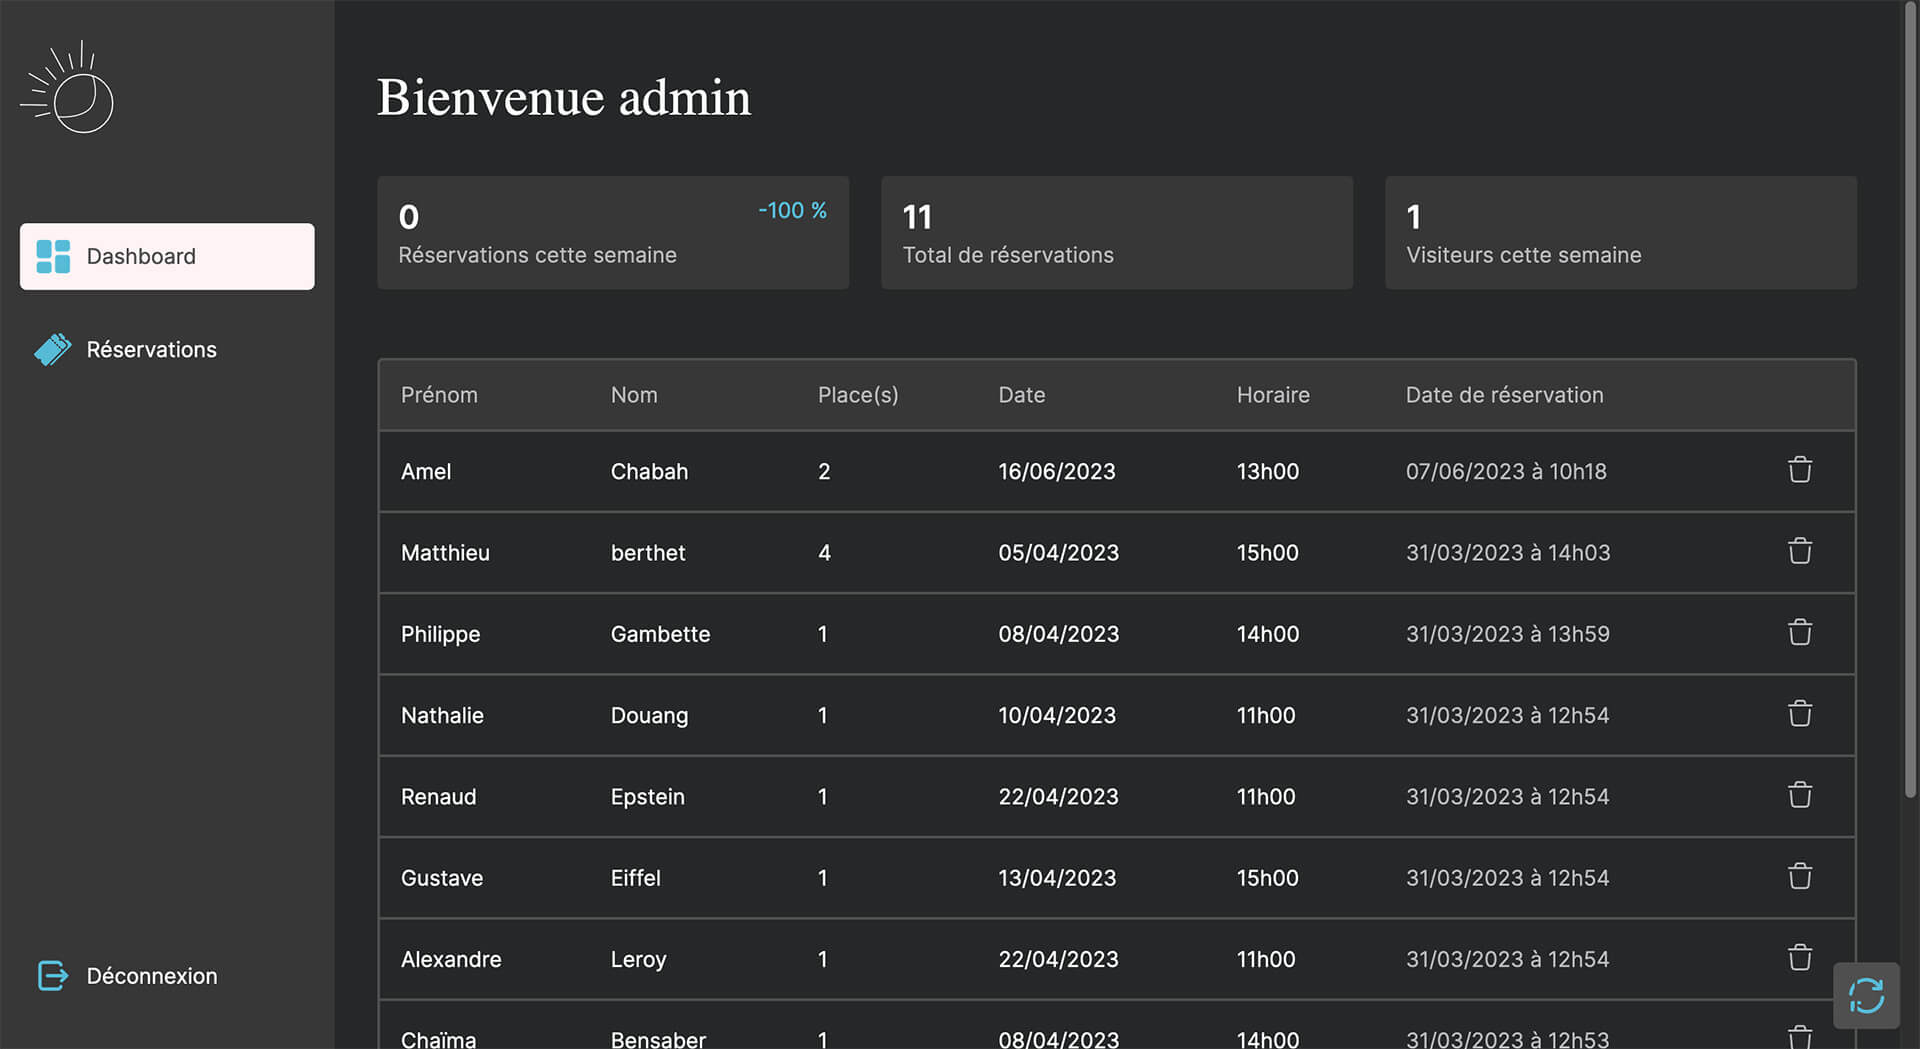 Bienvenue admin
Dashboard
Réservations
Déconnexion
0 -100 %
Réservations cette semaine
11
Total de réservations
1
Visiteurs cette semaine
Prénom Nom Place(s) Date Horaire Date de réservation
Amel Chabah 2 16/06/2023 13h00 07/06/2023 à 10h18
Matthieu berthet 4 05/04/2023 15h00 31/03/2023 à 14h03
Philippe Gambette 1 08/04/2023 14h00 31/03/2023 à 13h59
Nathalie Douang 1 10/04/2023 11h00 31/03/2023 à 12h54
Renaud Epstein 1 22/04/2023 11h00 31/03/2023 à 12h54
Gustave Eiffel 1 13/04/2023 15h00 31/03/2023 à 12h54
Alexandre Leroy 1 22/04/2023 11h00 31/03/2023 à 12h54
Chaïma Bensaber 1 08/04/2023 14h00 31/03/2023 à 12h53